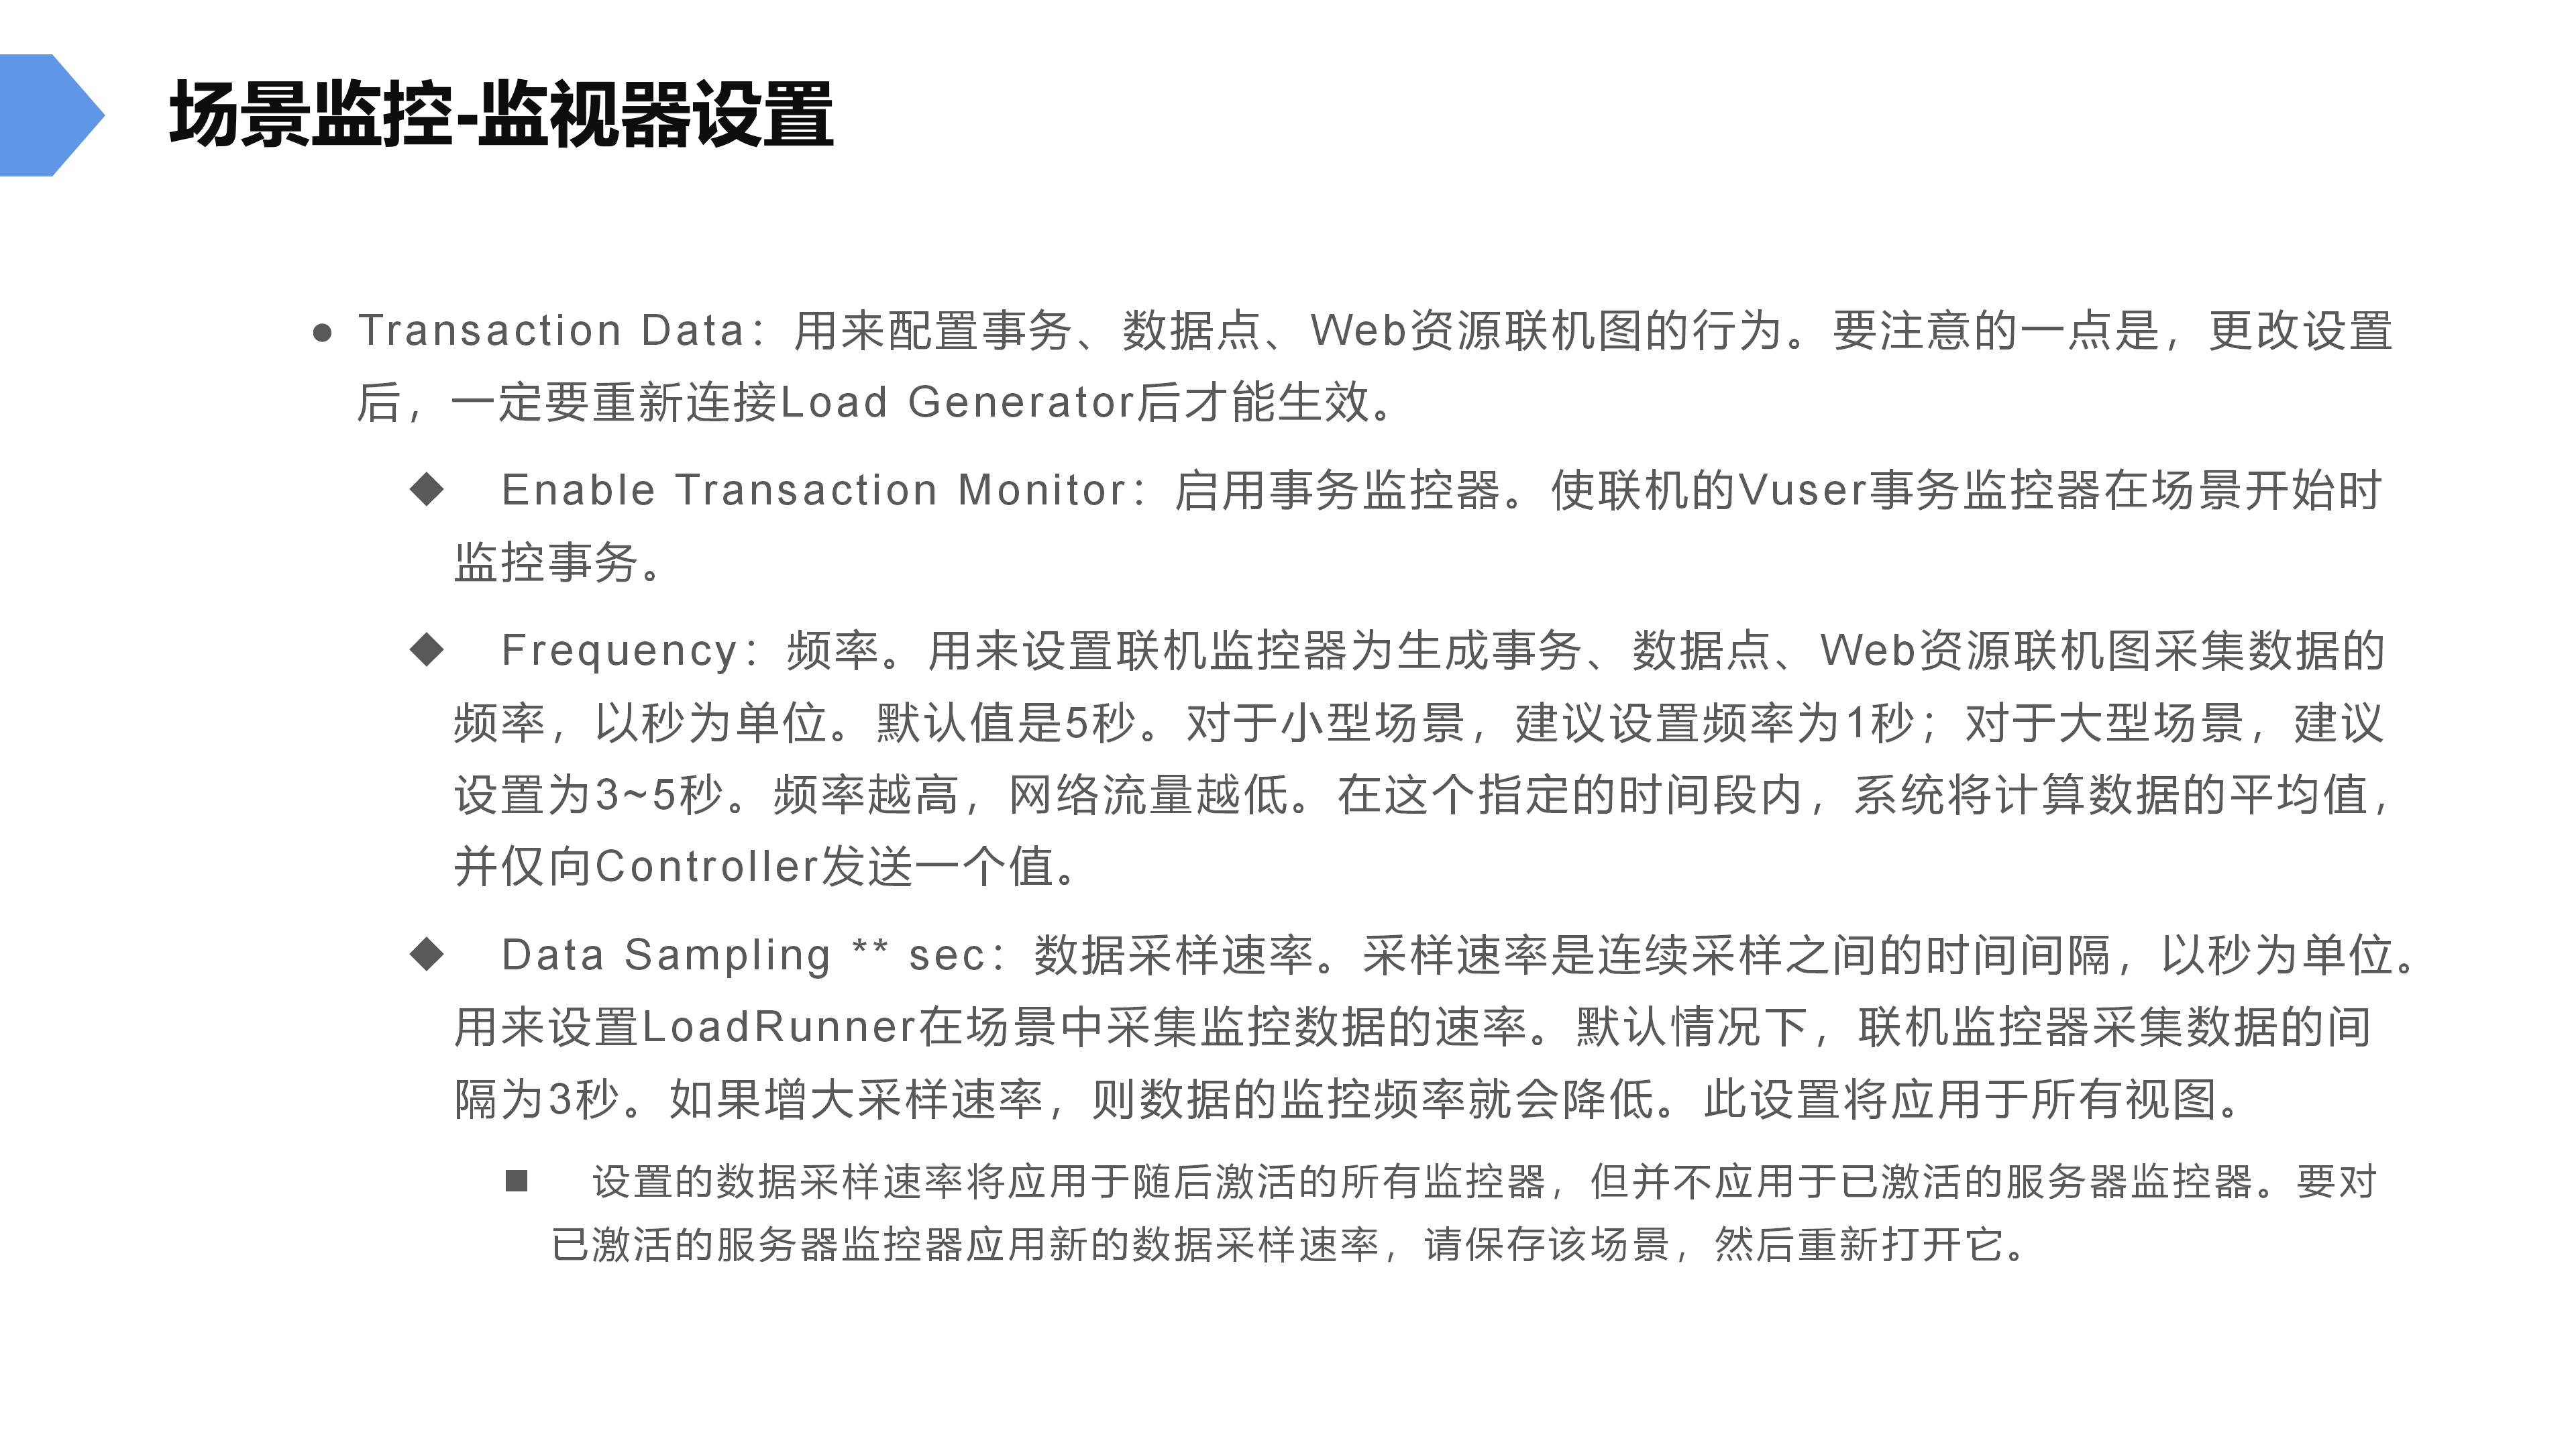 场景监控-监视器设置
● Transaction Data：用来配置事务、数据点、Web资源联机图的行为。要注意的一点是，更改设置
后，一定要重新连接Load Generator后才能生效。
◆ Enable Transaction Monitor：启用事务监控器。使联机的Vuser事务监控器在场景开始时
监控事务。
◆ Frequency：频率。用来设置联机监控器为生成事务、数据点、Web资源联机图采集数据的
频率，以秒为单位。默认值是5秒。对于小型场景，建议设置频率为1秒；对于大型场景，建议
设置为3~5秒。频率越高，网络流量越低。在这个指定的时间段内，系统将计算数据的平均值，
并仅向Controller发送一个值。
◆ Data Sampling ** sec：数据采样速率。采样速率是连续采样之间的时间间隔，以秒为单位。
用来设置LoadRunner在场景中采集监控数据的速率。默认情况下，联机监控器采集数据的间
隔为3秒。如果增大采样速率，则数据的监控频率就会降低。此设置将应用于所有视图。
■ 设置的数据采样速率将应用于随后激活的所有监控器，但并不应用于已激活的服务器监控器。要对
已激活的服务器监控器应用新的数据采样速率，请保存该场景，然后重新打开它。